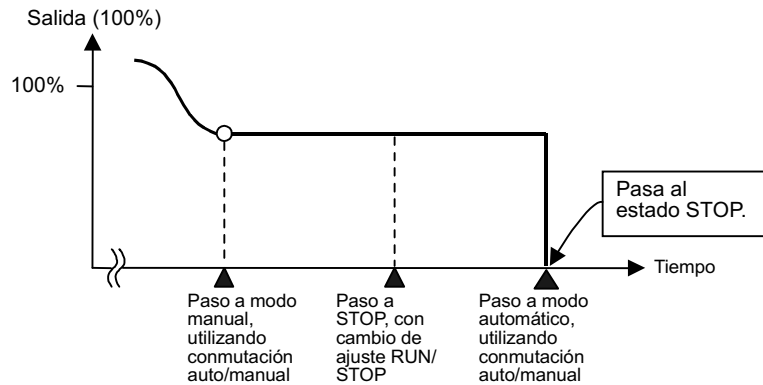 Salida (100%)
100%
Pasa al
estado STOP.
Tiempo
Paso a modo
manual,
utilizando
conmutación
auto/manual
Paso a
STOP, con
cambio de
ajuste RUN/
STOP
Paso a modo
automático,
utilizando
conmutación
auto/manual